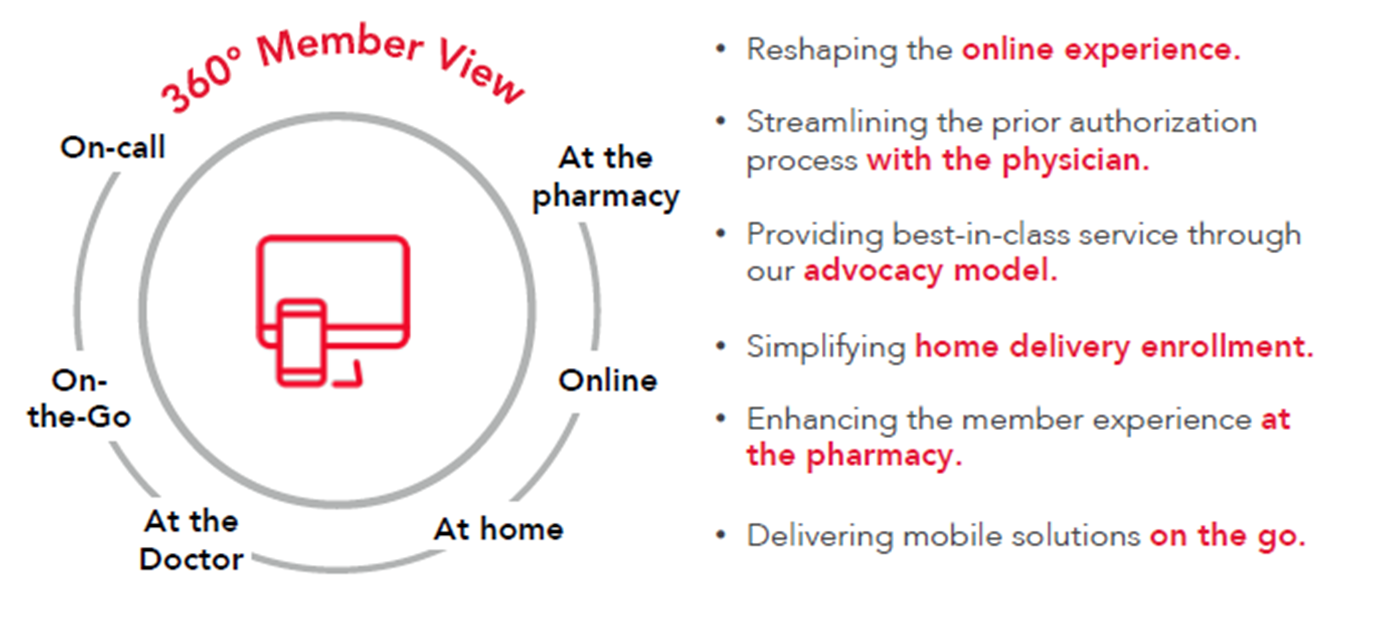 360° Member View
On-call
At the
pharmacy
On-
the-Go
Online
At the
Doctor
At home
• Reshaping the online experience.
• Streamlining the prior authorization
process with the physician.
• Providing best-in-class service through
our advocacy model.
• Simplifying home delivery enrollment.
• Enhancing the member experience at
the pharmacy.
• Delivering mobile solutions on the go.